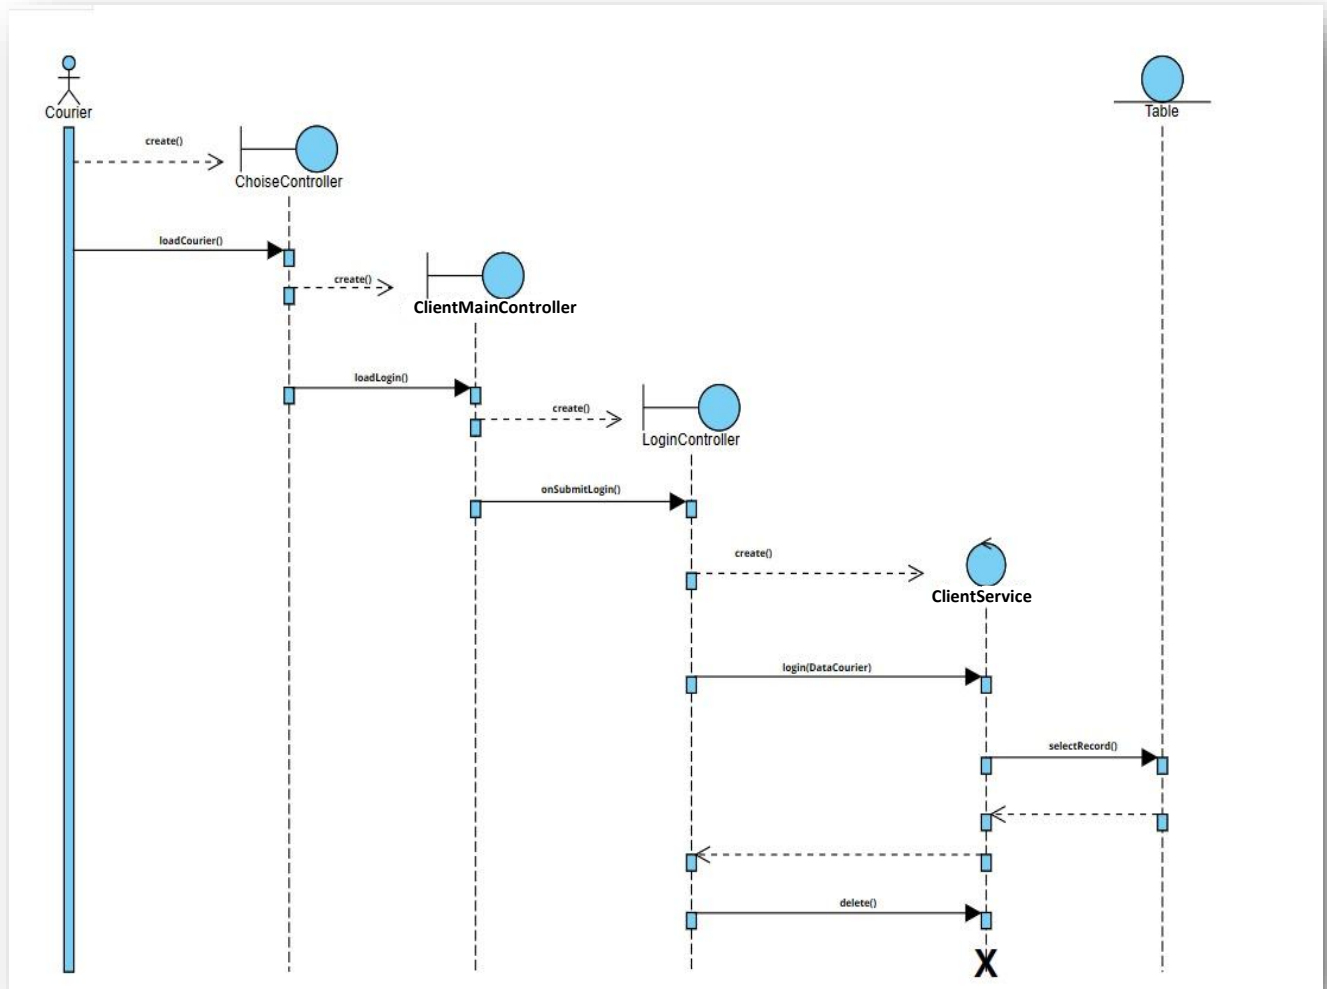 Courier
Table
create()
ChoiseController
loadCourier()
create()
ClientMainController
loadLogin()
create()
LoginController
onSubmitLogin()
create()
ClientService
login(DataCourier)
selectRecord()
delete()
X